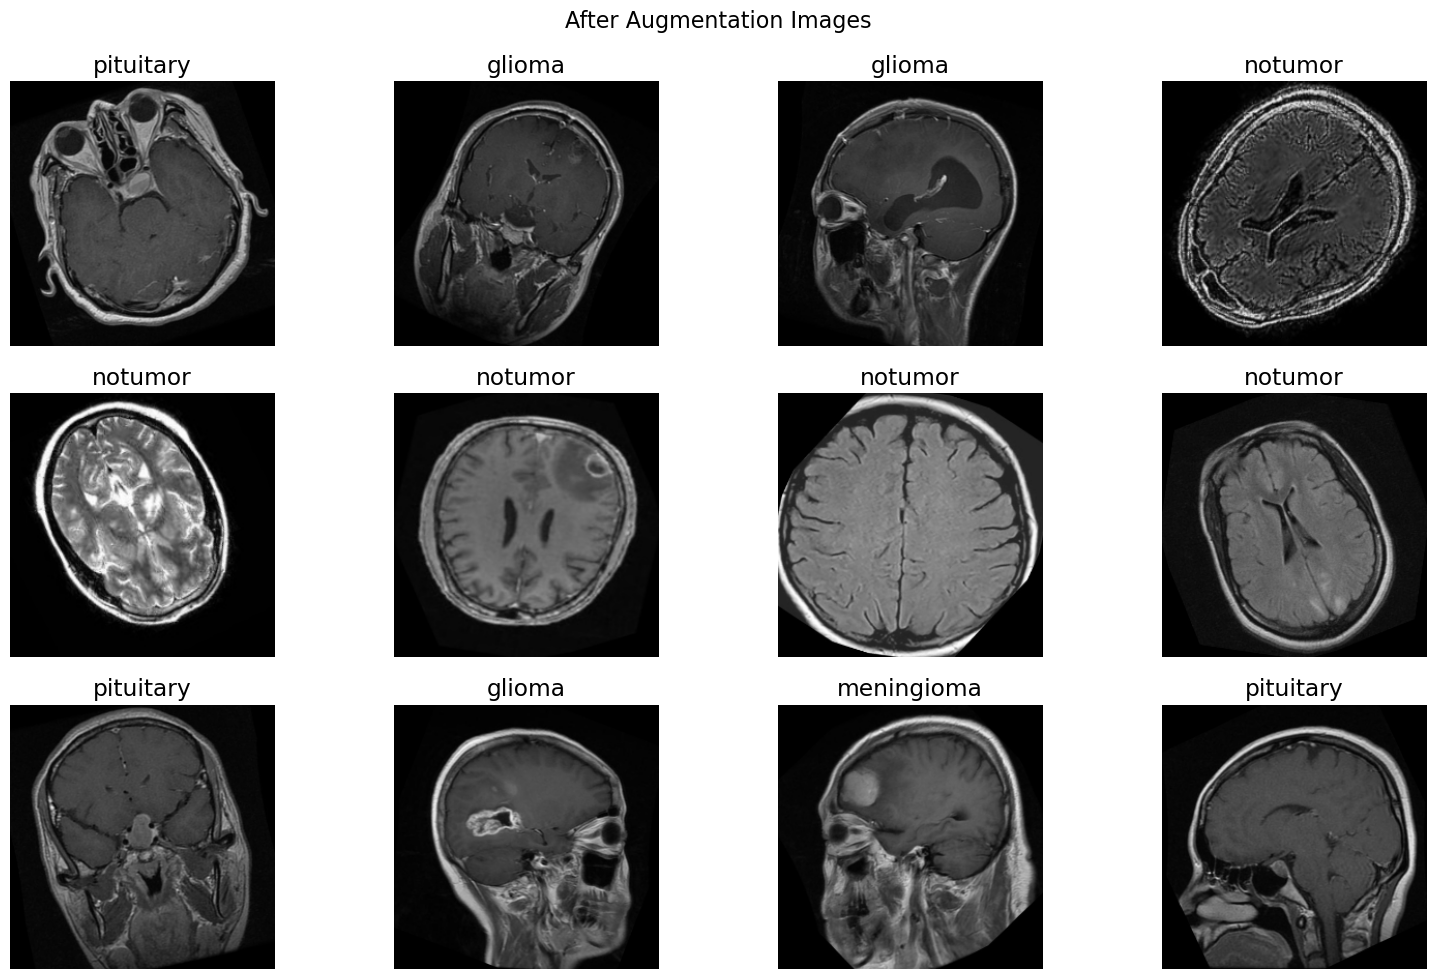 After Augmentation Images
pituitary
glioma
glioma
notumor
notumor
notumor
notumor
notumor
pituitary
glioma
meningioma
pituitary